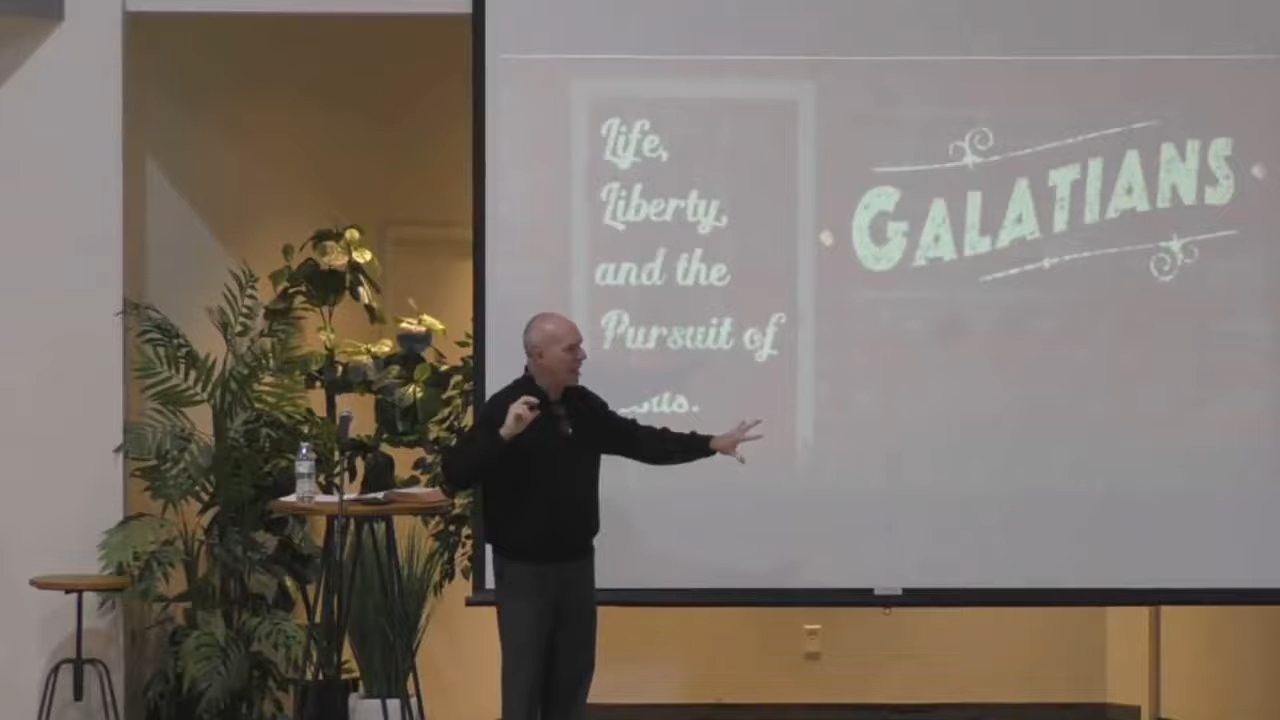 Life,
Liberty,
and the
Pursuit of
GALATIANS